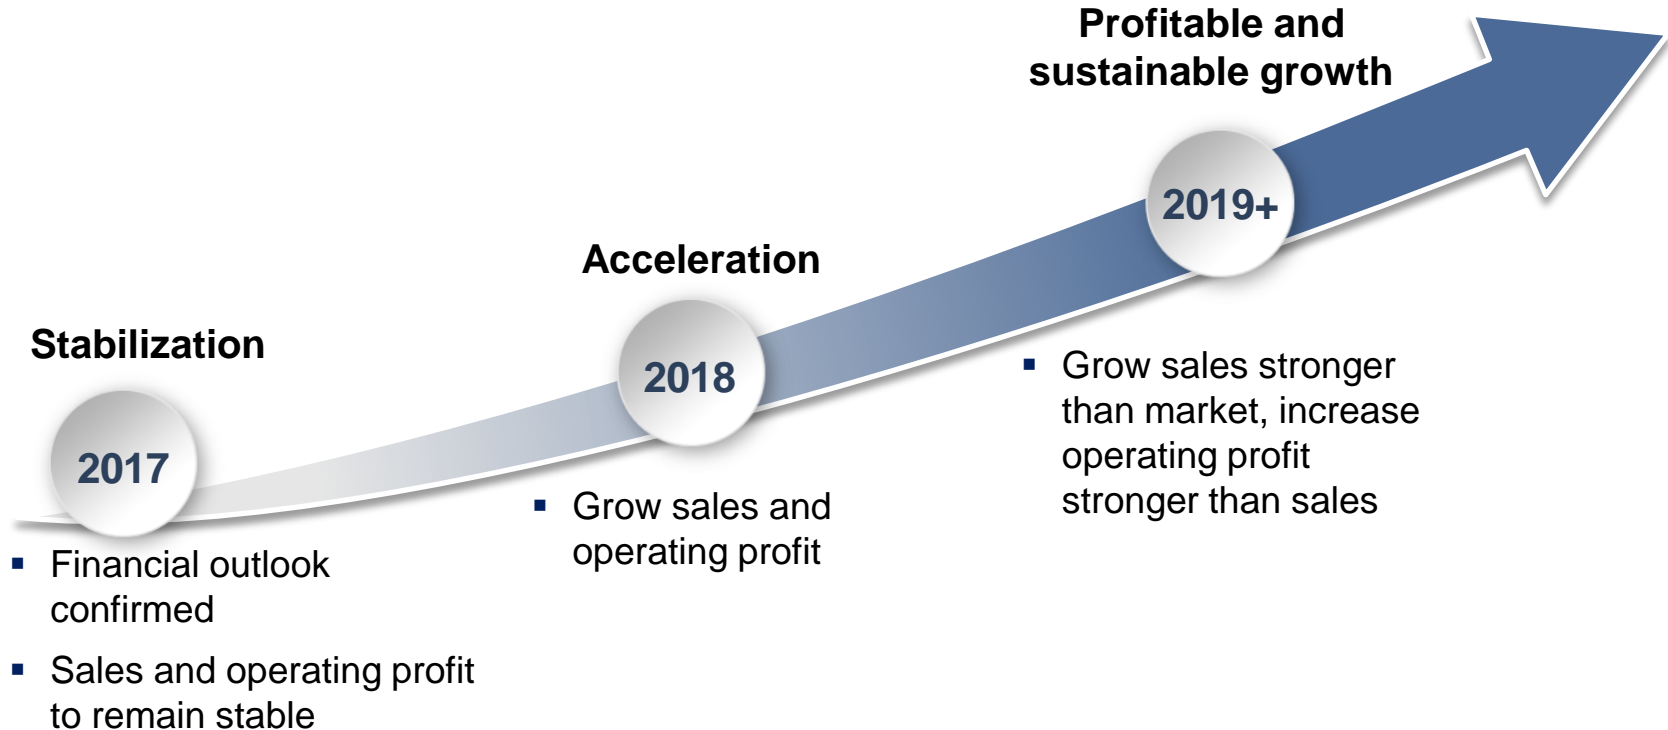 Stabilization
2017
▪ Financial outlook
confirmed
▪ Sales and operating profit
to remain stable
Acceleration
2018
▪ Grow sales and
operating profit
Profitable and
sustainable growth
2019+
▪ Grow sales stronger
than market, increase
operating profit
stronger than sales